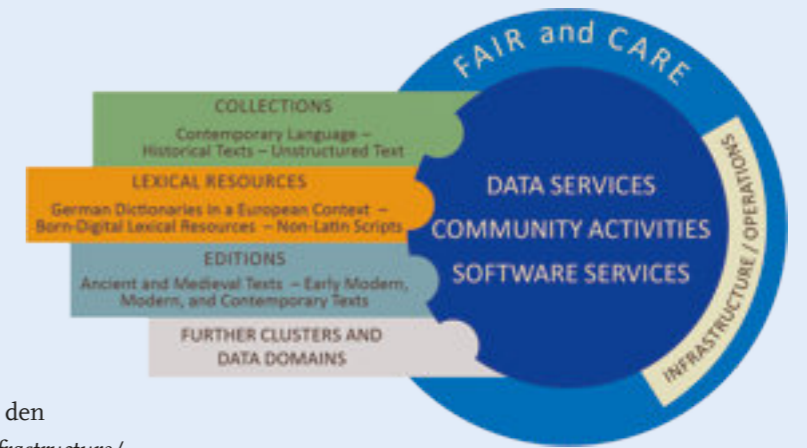 FAIR and CARE
COLLECTIONS
Contemporary Language –
Historical Texts – Unstructured Text
LEXICAL RESOURCES
German Dictionaries in a European Context –
Born-Digital Lexical Resources – Non-Latin Scripts
EDITIONS
Ancient and Medieval Texts – Early Modern,
Modern, and Contemporary Texts
FURTHER CLUSTERS AND
DATA DOMAINS
DATA SERVICES
COMMUNITY ACTIVITIES
SOFTWARE SERVICES
INFRASTRUCTURE / OPERATIONS
den